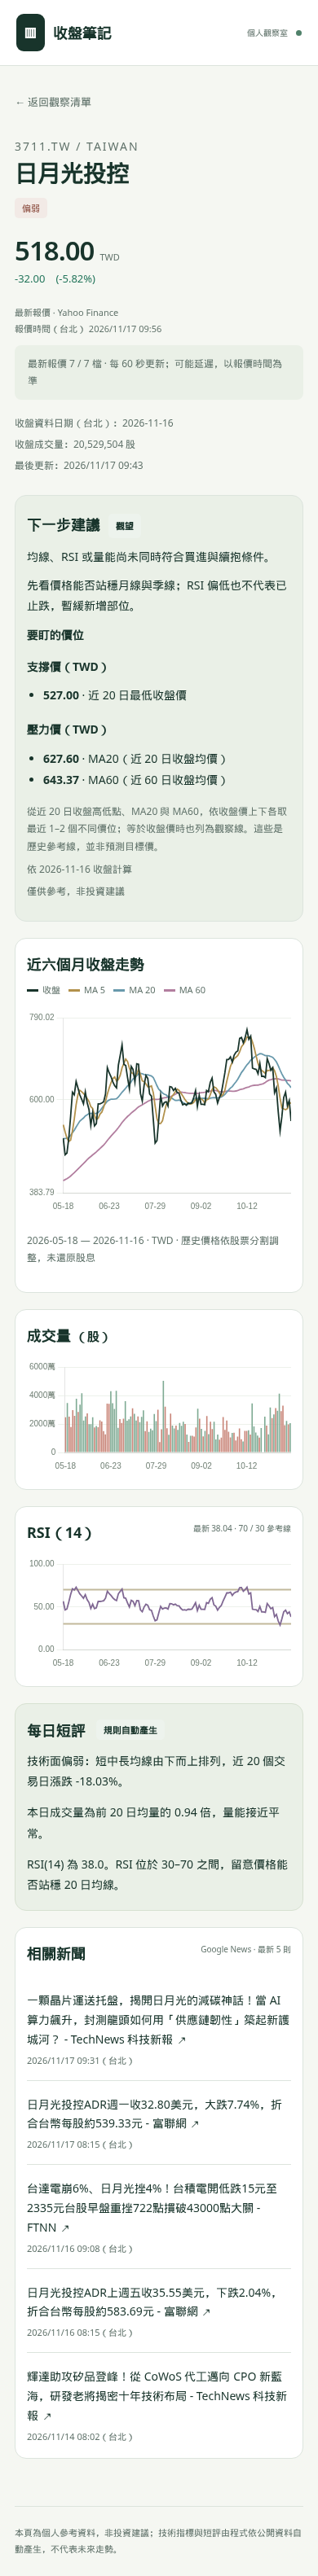 收盤筆記
個人觀察室
← 返回觀察清單
3711.TW / TAIWAN
日月光投控
偏弱
518.00 TWD
-32.00 (-5.82%)
最新報價 · Yahoo Finance
報價時間（台北） 2026/11/17 09:56
最新報價 7 / 7 檔 · 每 60 秒更新；可能延遲，以報價時間為
準
收盤資料日期（台北）：2026-11-16
收盤成交量：20,529,504 股
最後更新：2026/11/17 09:43
下一步建議 觀望
均線、RSI 或量能尚未同時符合買進與續抱條件。
先看價格能否站穩月線與季線；RSI 偏低也不代表已
止跌，暫緩新增部位。
要盯的價位
支撐價（TWD）
• 527.00 · 近 20 日最低收盤價
壓力價（TWD）
• 627.60 · MA20（近 20 日收盤均價）
• 643.37 · MA60（近 60 日收盤均價）
從近 20 日收盤高低點、MA20 與 MA60，依收盤價上下各取
最近 1–2 個不同價位；等於收盤價時也列為觀察線。這些是
歷史參考線，並非預測目標價。
依 2026-11-16 收盤計算
僅供參考，非投資建議
近六個月收盤走勢
收盤 MA 5 MA 20 MA 60
790.02
600.00
383.79
05-18 06-23 07-29 09-02 10-12
2026-05-18 — 2026-11-16 · TWD · 歷史價格依股票分割調
整，未還原股息
成交量（股）
6000萬
4000萬
2000萬
0
05-18 06-23 07-29 09-02 10-12
RSI（14）
最新 38.04 · 70 / 30 參考線
100.00
50.00
0.00
05-18 06-23 07-29 09-02 10-12
每日短評 規則自動產生
技術面偏弱：短中長均線由下而上排列，近 20 個交
易日漲跌 -18.03%。
本日成交量為前 20 日均量的 0.94 倍，量能接近平
常。
RSI(14) 為 38.0。RSI 位於 30–70 之間，留意價格能
否站穩 20 日均線。
相關新聞
Google News · 最新 5 則
一顆晶片運送托盤，揭開日月光的減碳神話！當 AI
算力飆升，封測龍頭如何用「供應鏈韌性」築起新護
城河？ - TechNews 科技新報 ↗
2026/11/17 09:31（台北）
日月光投控ADR週一收32.80美元，大跌7.74%，折
合台幣每股約539.33元 - 富聯網 ↗
2026/11/17 08:15（台北）
台達電崩6%、日月光挫4%！台積電開低跌15元至
2335元台股早盤重挫722點摜破43000點大關 -
FTNN ↗
2026/11/16 09:08（台北）
日月光投控ADR上週五收35.55美元，下跌2.04%，
折合台幣每股約583.69元 - 富聯網 ↗
2026/11/16 08:15（台北）
輝達助攻矽品登峰！從 CoWoS 代工邁向 CPO 新藍
海，研發老將揭密十年技術布局 - TechNews 科技新
報 ↗
2026/11/14 08:02（台北）
本頁為個人參考資料，非投資建議；技術指標與短評由程式依公開資料自
動產生，不代表未來走勢。